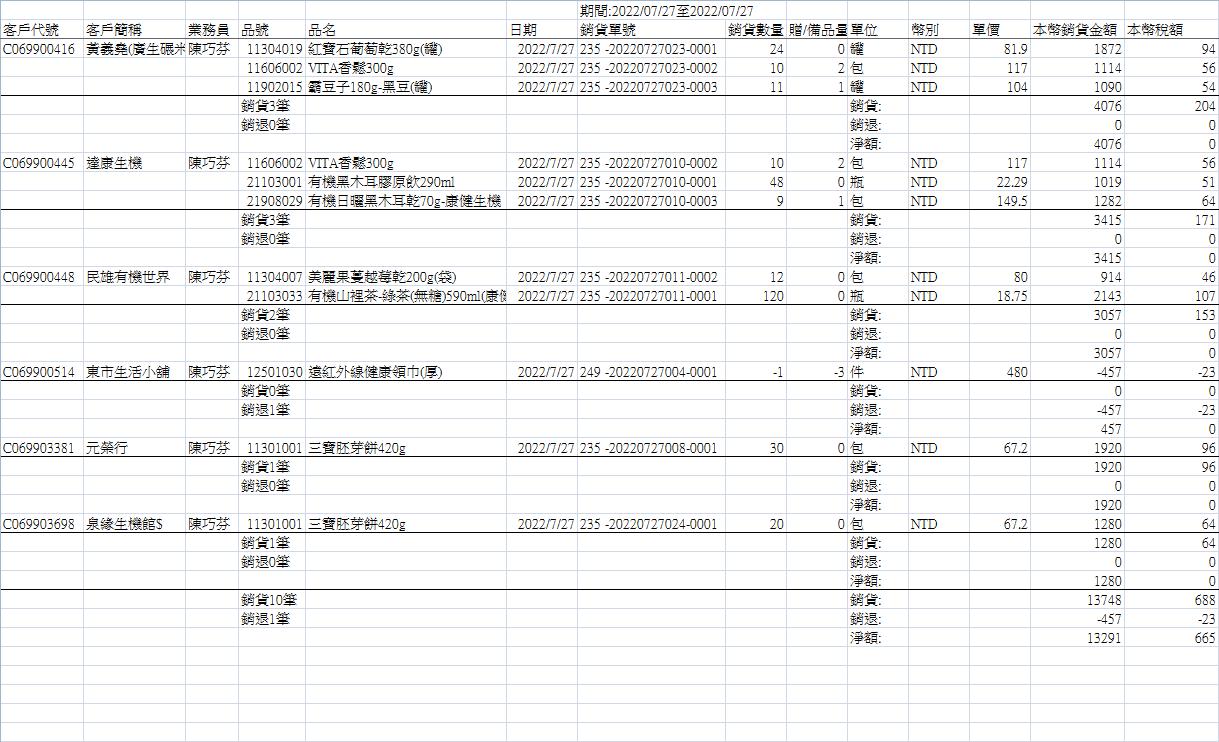 期間:2022/07/27至2022/07/27
客戶代號 客戶簡稱 業務員 品號 品名 日期 銷貨單號 銷貨數量 贈/備品量 單位 幣別 單價 本幣銷貨金額 本幣稅額
C069900416 黃義堯(廣生碾米 陳巧芬 11304019 紅寶石葡萄乾380g(罐) 2022/7/27 235 -20220727023-0001 24 0 罐 NTD 81.9 1872 94
11606002 VITA香鬆300g 2022/7/27 235 -20220727023-0002 10 2 包 NTD 117 1114 56
11902015 霸豆子180g-黑豆(罐) 2022/7/27 235 -20220727023-0003 11 1 罐 NTD 104 1090 54
銷貨3筆 銷貨: 4076 204
銷退0筆 銷退: 0 0
淨額: 4076 0
C069900445 達康生機 陳巧芬 11606002 VITA香鬆300g 2022/7/27 235 -20220727010-0002 10 2 包 NTD 117 1114 56
21103001 有機黑木耳膠原飲290ml 2022/7/27 235 -20220727010-0001 48 0 瓶 NTD 22.29 1019 51
21908029 有機日曬黑木耳乾70g-康健生機 2022/7/27 235 -20220727010-0003 9 1 包 NTD 149.5 1282 64
銷貨3筆 銷貨: 3415 171
銷退0筆 銷退: 0 0
淨額: 3415 0
C069900448 民雄有機世界 陳巧芬 11304007 美麗果蔓越莓乾200g(袋) 2022/7/27 235 -20220727011-0002 12 0 包 NTD 80 914 46
21103033 有機山裡茶-綠茶(無糖)590ml(康健 2022/7/27 235 -20220727011-0001 120 0 瓶 NTD 18.75 2143 107
銷貨2筆 銷貨: 3057 153
銷退0筆 銷退: 0 0
淨額: 3057 0
C069900514 東市生活小舖 陳巧芬 12501030 遠紅外線健康領巾(厚) 2022/7/27 249 -20220727004-0001 -1 -3 件 NTD 480 -457 -23
銷貨0筆 銷貨: 0 0
銷退1筆 銷退: -457 -23
淨額: 457 0
C069903381 元榮行 陳巧芬 11301001 三寶胚芽餅420g 2022/7/27 235 -20220727008-0001 30 0 包 NTD 67.2 1920 96
銷貨1筆 銷貨: 1920 96
銷退0筆 銷退: 0 0
淨額: 1920 0
C069903698 泉緣生機館$ 陳巧芬 11301001 三寶胚芽餅420g 2022/7/27 235 -20220727024-0001 20 0 包 NTD 67.2 1280 64
銷貨1筆 銷貨: 1280 64
銷退0筆 銷退: 0 0
淨額: 1280 0
銷貨10筆 銷貨: 13748 688
銷退1筆 銷退: -457 -23
淨額: 13291 665